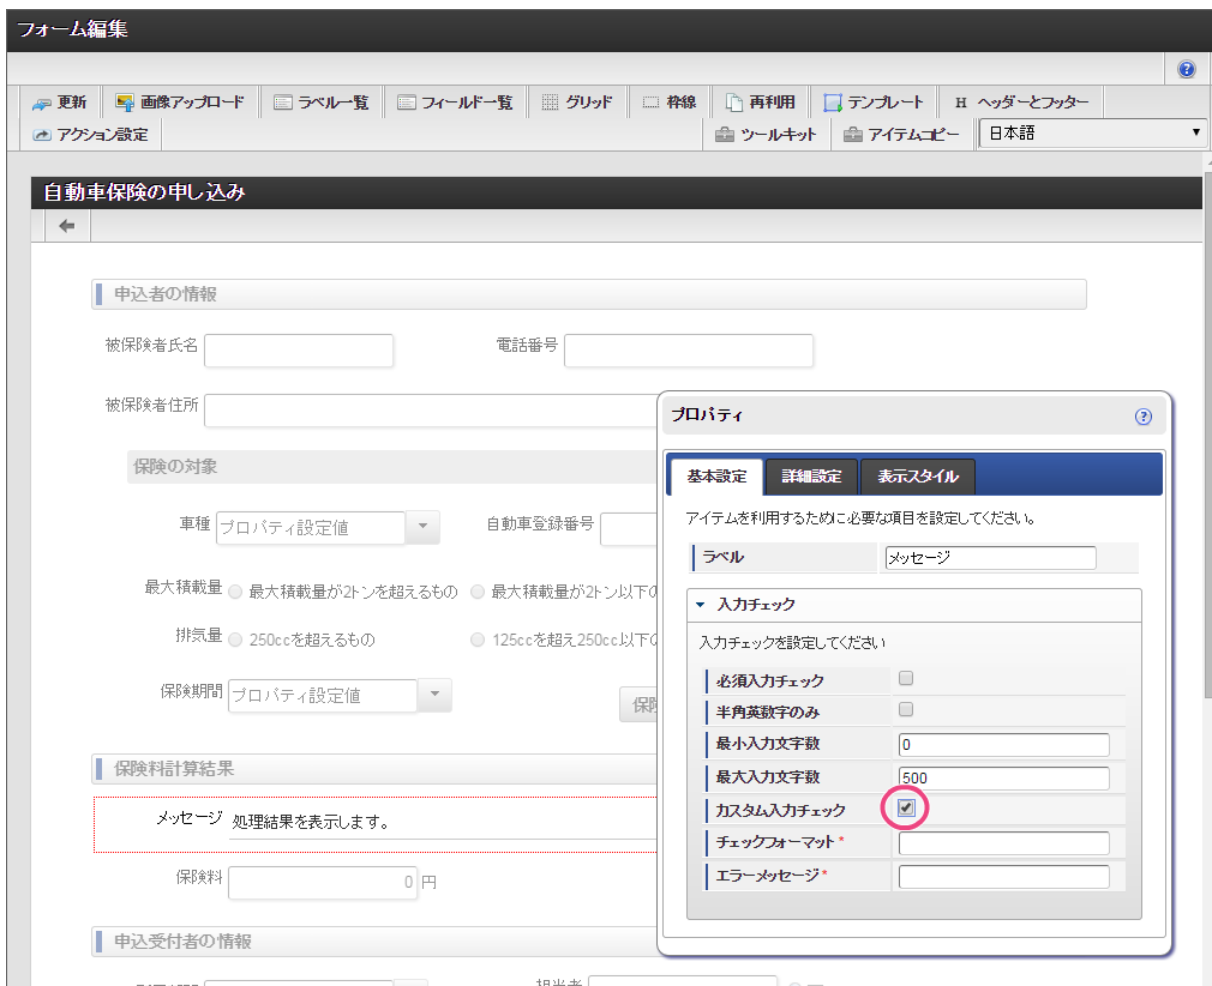 フォーム編集
更新 画像アップロード ラベル一覧 フィールド一覧 グリッド 枠線 再利用 テンプレート H ヘッダーとフッター
アクション設定 ツールキット アイテムコピー 日本語
自動車保険の申し込み
申込者の情報
被保険者氏名 電話番号
被保険者住所
保険の対象
車種 プロパティ設定値 自動車登録番号
最大積載量 最大積載量が2トンを超えるもの 最大積載量が2トン以下の
排気量 250ccを超えるもの 125ccを超え250cc以下の
保険期間 プロパティ設定値 保
保険料計算結果
メッセージ 処理結果を表示します。
保険料 0 円
申込受付者の情報
担当者
プロパティ
基本設定 詳細設定 表示スタイル
アイテムを利用するために必要な項目を設定してください。
ラベル メッセージ
入力チェック
入力チェックを設定してください
必須入力チェック
半角英数字のみ
最小入力文字数 0
最大入力文字数 500
カスタム入力チェック
チェックフォーマット*
エラーメッセージ*